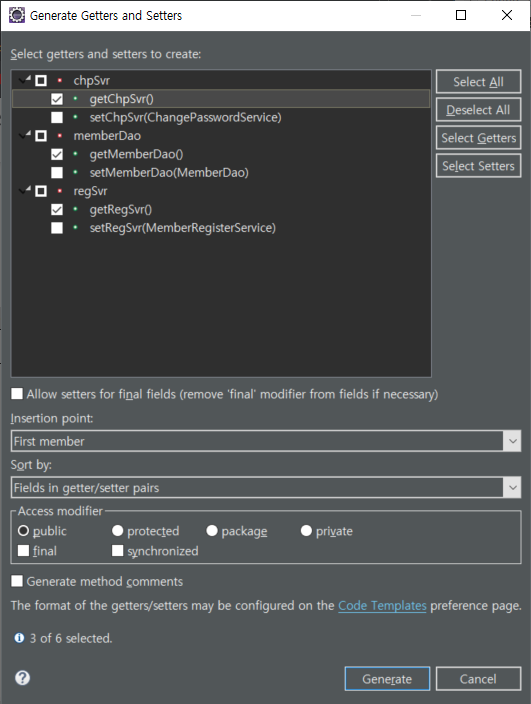 Generate Getters and Setters
Select getters and setters to create:
chpSvr
getChpSvr()
setChpSvr(ChangePasswordService)
memberDao
getMemberDao()
setMemberDao(MemberDao)
regSvr
getRegSvr()
setRegSvr(MemberRegisterService)
Select All
Deselect All
Select Getters
Select Setters
Allow setters for final fields (remove 'final' modifier from fields if necessary)
Insertion point:
First member
Sort by:
Fields in getter/setter pairs
Access modifier
public protected package private
final synchronized
Generate method comments
The format of the getters/setters may be configured on the Code Templates preference page.
3 of 6 selected.
Generate Cancel